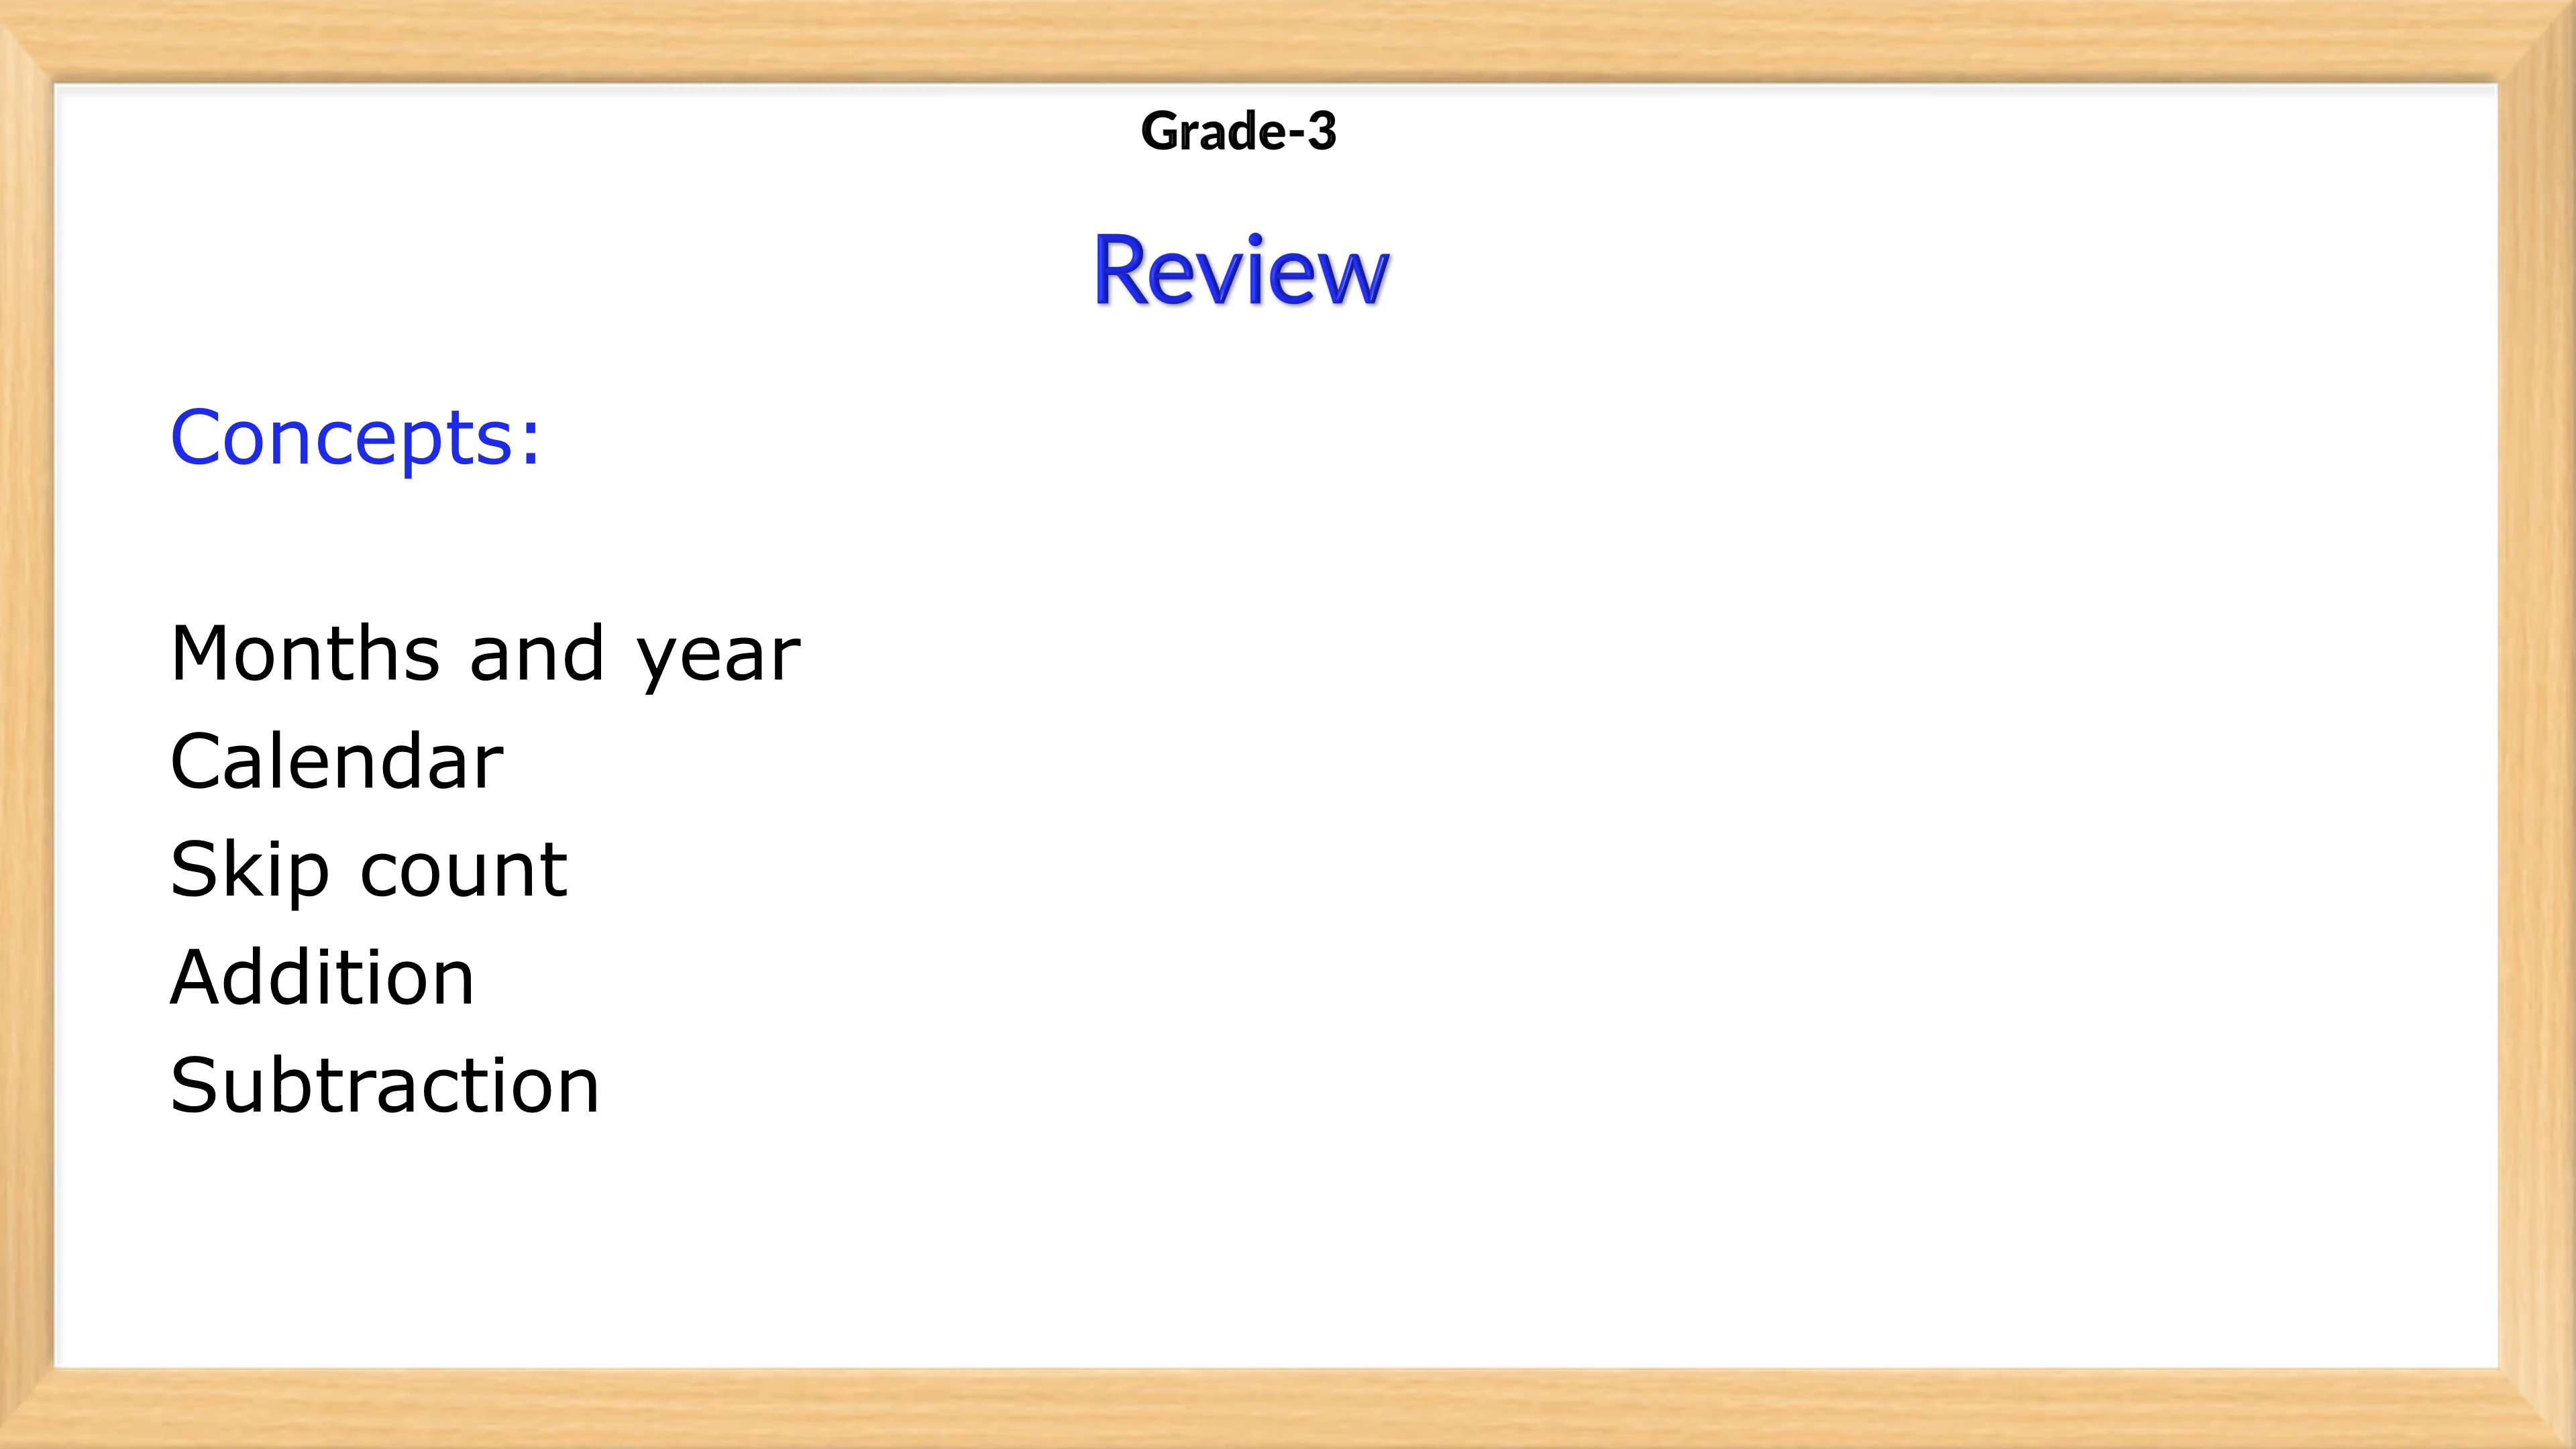 Grade-3
Review
Concepts:
Months and year
Calendar
Skip count
Addition
Subtraction